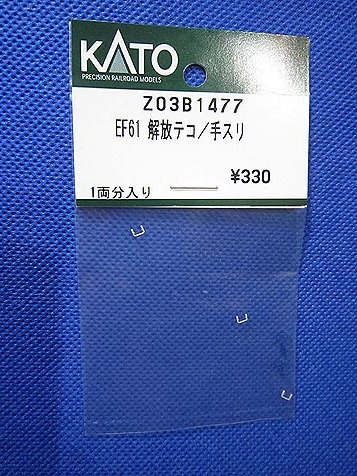 KATO
PRECISION RAILROAD MODELS
Z03B1477
EF61 解放テコ/手スリ
¥330
1両分入り